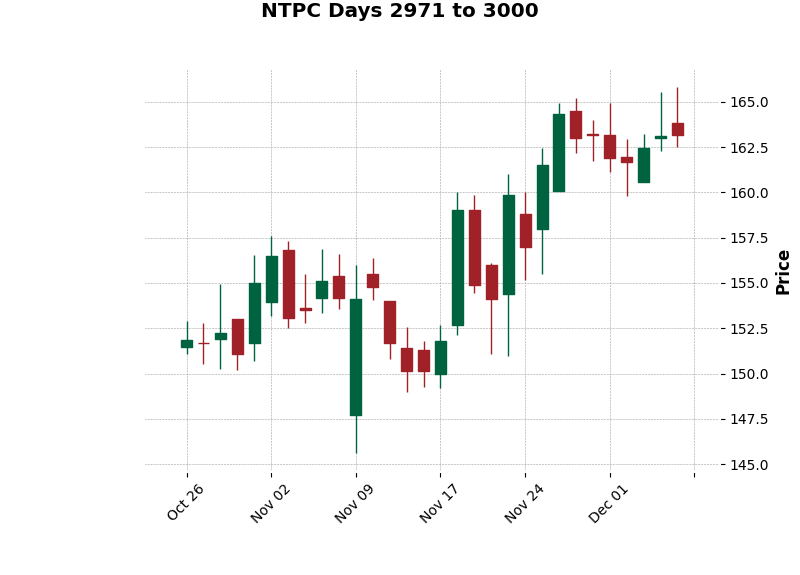 NTPC Days 2971 to 3000
165.0
162.5
160.0
157.5
155.0
152.5
150.0
147.5
145.0
Price
Oct 26
Nov 02
Nov 09
Nov 17
Nov 24
Dec 01